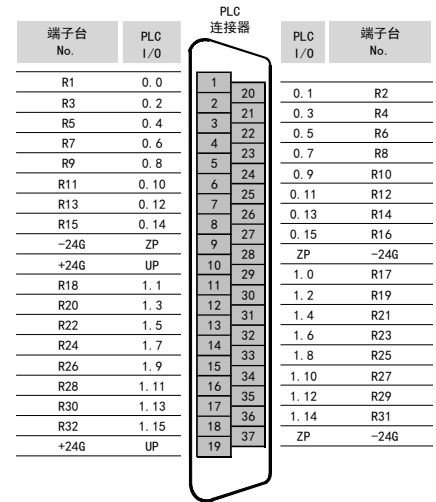 PLC
连接器
端子台 No. PLC I/O
PLC I/O 端子台 No.
R1 0.0 1
20 0.1 R2
R3 0.2 2
21 0.3 R4
R5 0.4 3
22 0.5 R6
R7 0.6 4
23 0.7 R8
R9 0.8 5
24 0.9 R10
R11 0.10 6
25 0.11 R12
R13 0.12 7
26 0.13 R14
R15 0.14 8
27 0.15 R16
-24G ZP 9
28 ZP -24G
+24G UP 10
29 1.0 R17
R18 1.1 11
30 1.2 R19
R20 1.3 12
31 1.4 R21
R22 1.5 13
32 1.6 R23
R24 1.7 14
33 1.8 R25
R26 1.9 15
34 1.10 R27
R28 1.11 16
35 1.12 R29
R30 1.13 17
36 1.14 R31
R32 1.15 18
37 ZP -24G
+24G UP 19